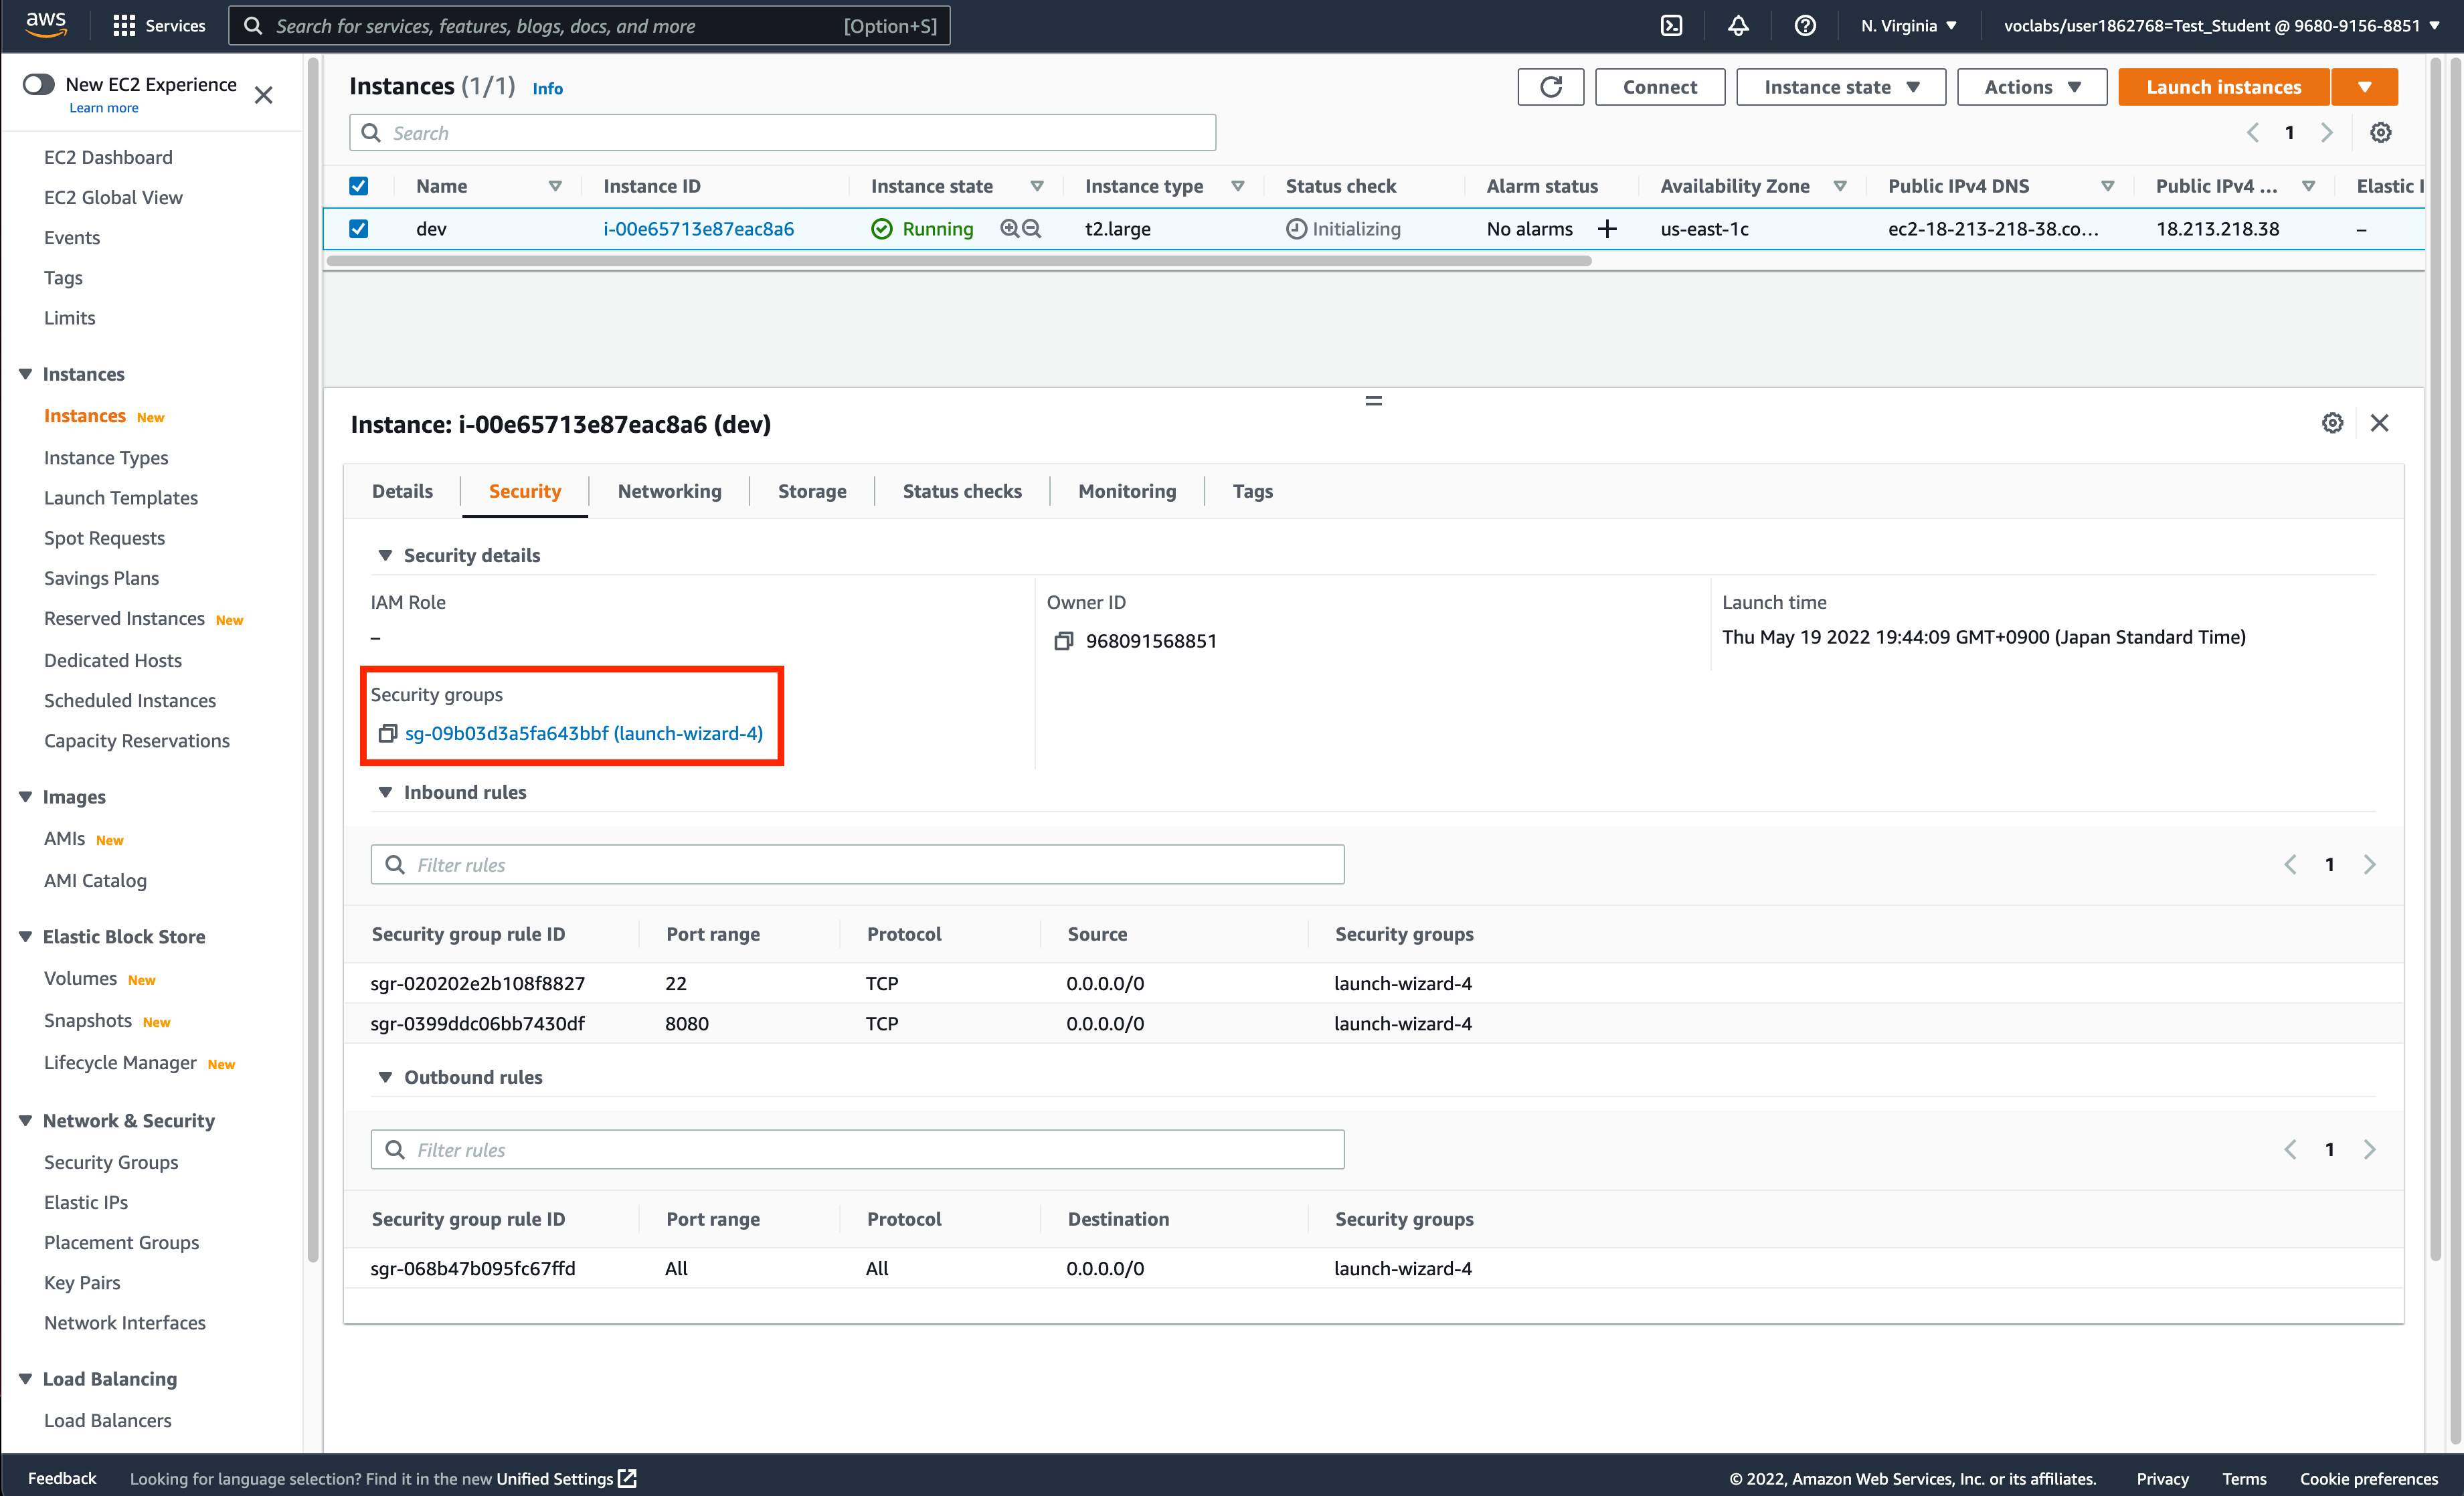 aws Services Search for services, features, blogs, docs, and more [Option+S] N. Virginia voclabs/user1862768=Test_Student @ 9680-9156-8851
New EC2 Experience
Learn more
EC2 Dashboard
EC2 Global View
Events
Tags
Limits
Instances
Instances New
Instance Types
Launch Templates
Spot Requests
Savings Plans
Reserved Instances New
Dedicated Hosts
Scheduled Instances
Capacity Reservations
Images
AMIs New
AMI Catalog
Elastic Block Store
Volumes New
Snapshots New
Lifecycle Manager New
Network & Security
Security Groups
Elastic IPs
Placement Groups
Key Pairs
Network Interfaces
Load Balancing
Load Balancers
Instances (1/1) Info Connect Instance state Actions Launch instances
Search 1
Name Instance ID Instance state Instance type Status check Alarm status Availability Zone Public IPv4 DNS Public IPv4 ... Elastic I
dev i-00e65713e87eac8a6 Running t2.large Initializing No alarms + us-east-1c ec2-18-213-218-38.co... 18.213.218.38 –
Instance: i-00e65713e87eac8a6 (dev)
Details Security Networking Storage Status checks Monitoring Tags
Security details
IAM Role Owner ID Launch time
– 968091568851 Thu May 19 2022 19:44:09 GMT+0900 (Japan Standard Time)
Security groups
sg-09b03d3a5fa643bbf (launch-wizard-4)
Inbound rules
Filter rules 1
Security group rule ID Port range Protocol Source Security groups
sgr-020202e2b108f8827 22 TCP 0.0.0.0/0 launch-wizard-4
sgr-0399ddc06bb7430df 8080 TCP 0.0.0.0/0 launch-wizard-4
Outbound rules
Filter rules 1
Security group rule ID Port range Protocol Destination Security groups
sgr-068b47b095fc67ffd All All 0.0.0.0/0 launch-wizard-4
Feedback Looking for language selection? Find it in the new Unified Settings © 2022, Amazon Web Services, Inc. or its affiliates. Privacy Terms Cookie preferences